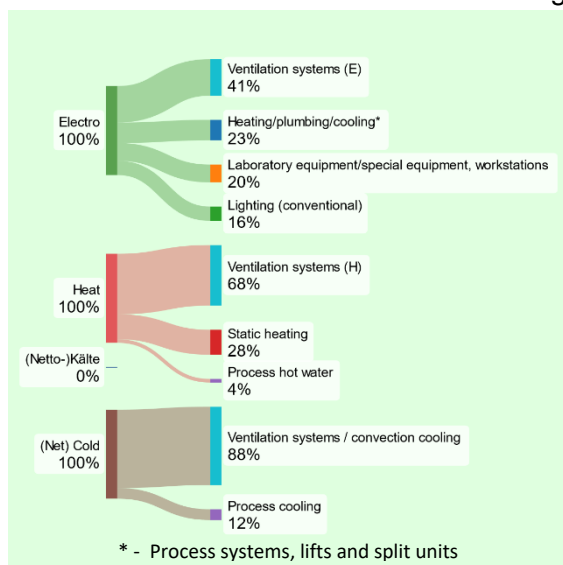 Ventilation systems (E)
41%
Electro
100%
Heating/plumbing/cooling*
23%
Laboratory equipment/special equipment, workstations
20%
Lighting (conventional)
16%
Ventilation systems (H)
68%
Heat
100%
Static heating
28%
(Netto-)Kälte
0%
Process hot water
4%
Ventilation systems / convection cooling
88%
(Net) Cold
100%
Process cooling
12%
* - Process systems, lifts and split units